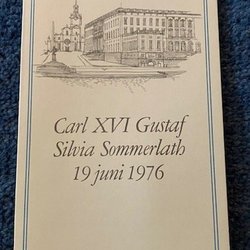 Carl XVI Gustaf
Silvia Sommerlath
19 juni 1976